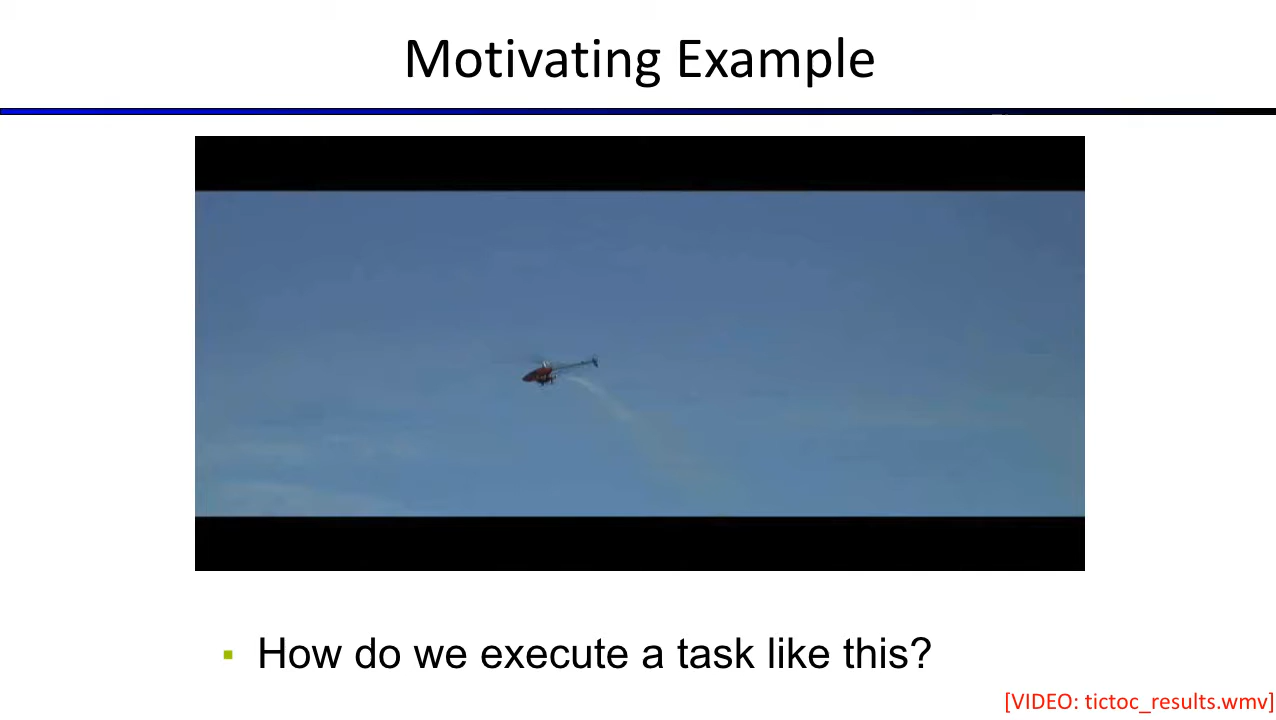 Motivating Example
▪ How do we execute a task like this?
[VIDEO: tictoc_results.wmv]